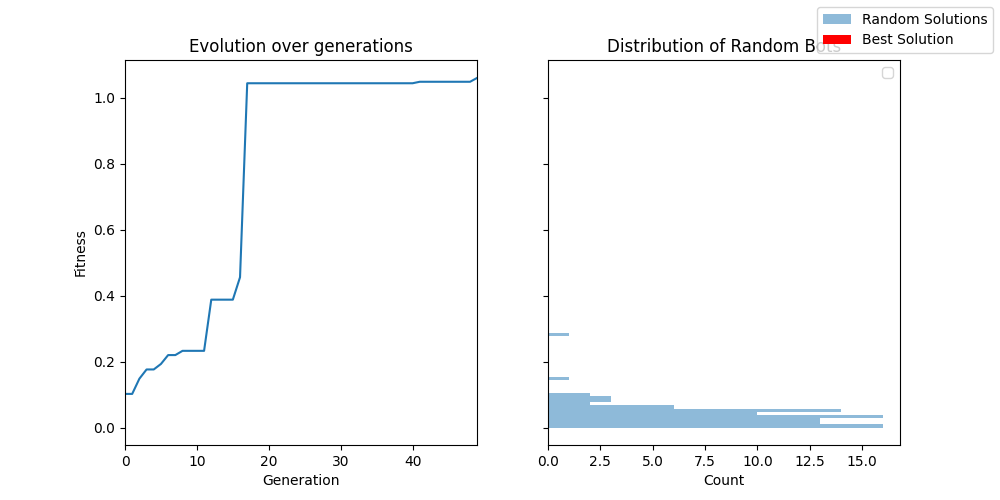 Random Solutions
Best Solution
Evolution over generations
Distribution of Random Bots
Fitness
1.0
0.8
0.6
0.4
0.2
0.0
0
10
20
30
40
Generation
0.0
2.5
5.0
7.5
10.0
12.5
15.0
Count